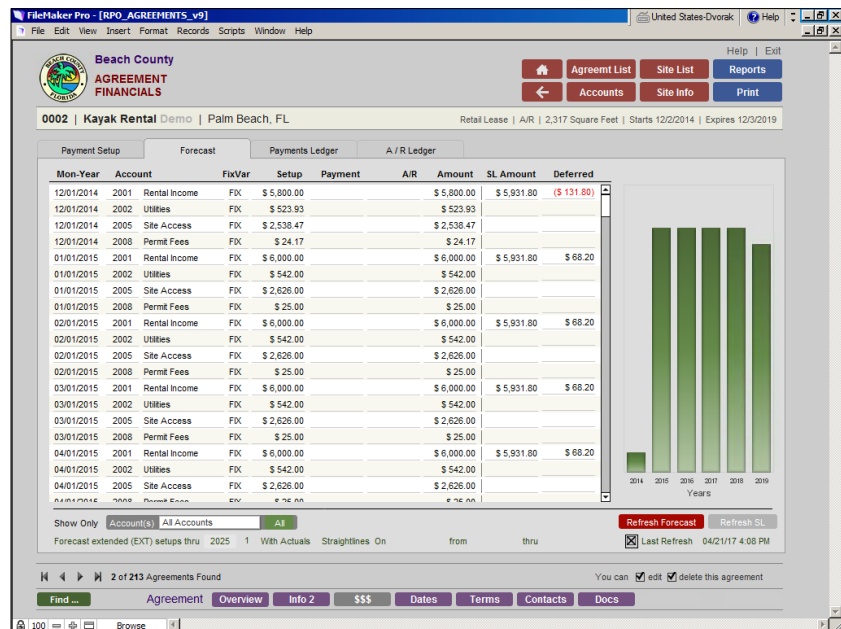 FileMaker Pro - [RPO_AGREEMENTS_v9]
United States-Dvorak
Help
File Edit View Insert Format Records Scripts Window Help
Help | Exit
BEACH COUNTY
FLORIDA
Beach County
AGREEMENT
FINANCIALS
Agreemt List
Site List
Reports
Accounts
Site Info
Print
0002 | Kayak Rental Demo | Palm Beach, FL
Retail Lease | A/R | 2,317 Square Feet | Starts 12/2/2014 | Expires 12/3/2019
Payment Setup
Forecast
Payments Ledger
A / R Ledger
Mon-Year Account FixVar Setup Payment A/R Amount SL Amount Deferred
12/01/2014 2001 Rental Income FIX $ 5,800.00 $ 5,800.00 $ 5,931.80 ($ 131.80)
12/01/2014 2002 Utilities FIX $ 523.93 $ 523.93
12/01/2014 2005 Site Access FIX $ 2,538.47 $ 2,538.47
12/01/2014 2008 Permit Fees FIX $ 24.17 $ 24.17
01/01/2015 2001 Rental Income FIX $ 6,000.00 $ 6,000.00 $ 5,931.80 $ 68.20
01/01/2015 2002 Utilities FIX $ 542.00 $ 542.00
01/01/2015 2005 Site Access FIX $ 2,626.00 $ 2,626.00
01/01/2015 2008 Permit Fees FIX $ 25.00 $ 25.00
02/01/2015 2001 Rental Income FIX $ 6,000.00 $ 6,000.00 $ 5,931.80 $ 68.20
02/01/2015 2002 Utilities FIX $ 542.00 $ 542.00
02/01/2015 2005 Site Access FIX $ 2,626.00 $ 2,626.00
02/01/2015 2008 Permit Fees FIX $ 25.00 $ 25.00
03/01/2015 2001 Rental Income FIX $ 6,000.00 $ 6,000.00 $ 5,931.80 $ 68.20
03/01/2015 2002 Utilities FIX $ 542.00 $ 542.00
03/01/2015 2005 Site Access FIX $ 2,626.00 $ 2,626.00
03/01/2015 2008 Permit Fees FIX $ 25.00 $ 25.00
04/01/2015 2001 Rental Income FIX $ 6,000.00 $ 6,000.00 $ 5,931.80 $ 68.20
04/01/2015 2002 Utilities FIX $ 542.00 $ 542.00
04/01/2015 2005 Site Access FIX $ 2,626.00 $ 2,626.00
04/01/2015 2008 Permit Fees FIX $ 25.00 $ 25.00
2014 2015 2016 2017 2018 2019
Years
Show Only Account(s) All Accounts All
Refresh Forecast
Refresh SL
Forecast extended (EXT) setups thru 2025 1 With Actuals Straightlines On from thru
Last Refresh 04/21/17 4:08 PM
2 of 213 Agreements Found
You can edit delete this agreement
Find ...
Agreement
Overview
Info 2
$$$
Dates
Terms
Contacts
Docs
100
Browse